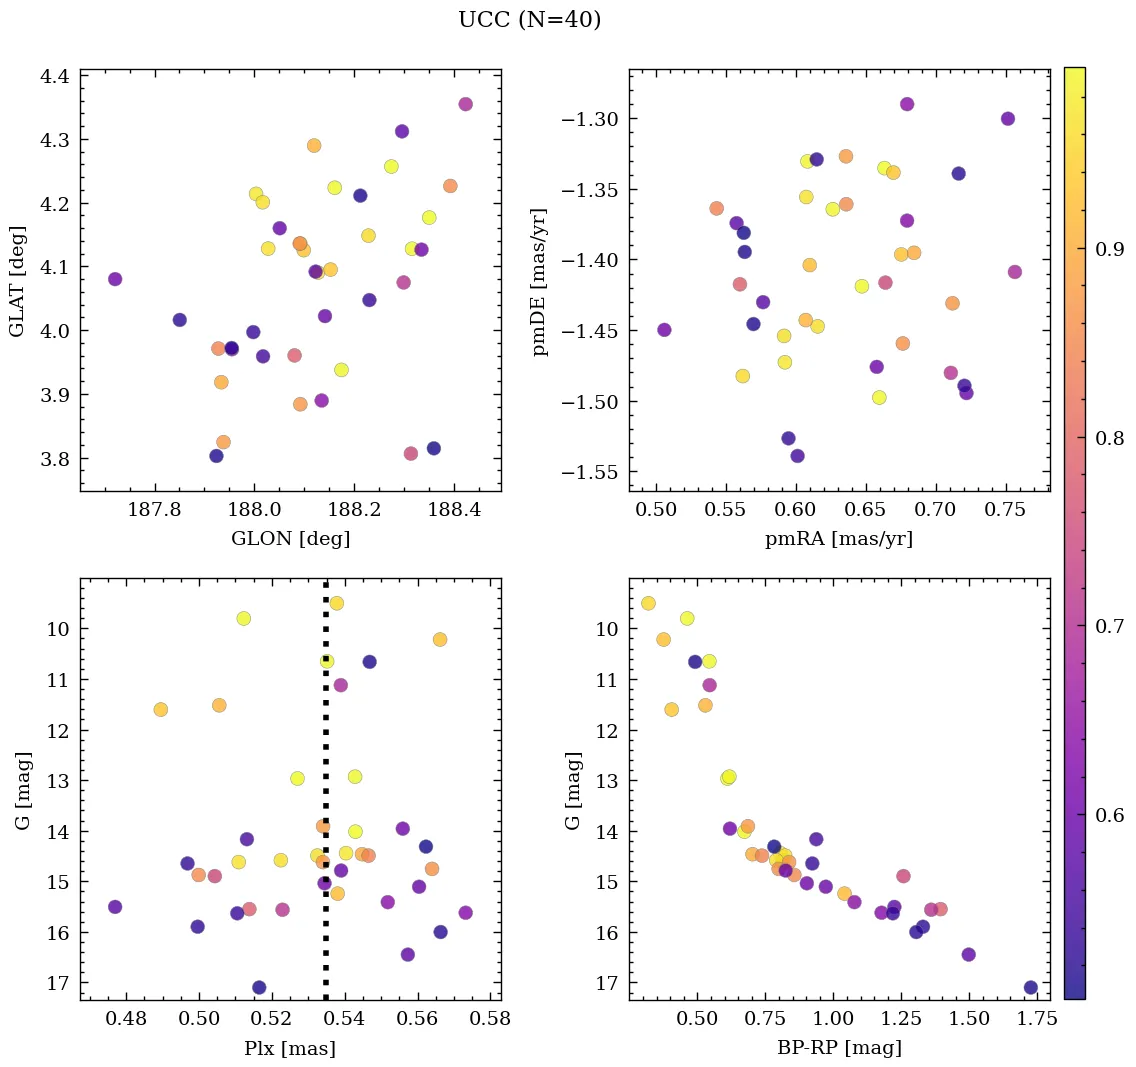 UCC (N=40)
4.4
4.3
4.2
4.1
4.0
3.9
3.8
GLAT [deg]
187.8 188.0 188.2 188.4
GLON [deg]
−1.30
−1.35
−1.40
−1.45
−1.50
−1.55
pmDE [mas/yr]
0.50 0.55 0.60 0.65 0.70 0.75
pmRA [mas/yr]
10
11
12
13
14
15
16
17
G [mag]
0.48 0.50 0.52 0.54 0.56 0.58
Plx [mas]
10
11
12
13
14
15
16
17
G [mag]
0.50 0.75 1.00 1.25 1.50 1.75
BP-RP [mag]
0.9
0.8
0.7
0.6